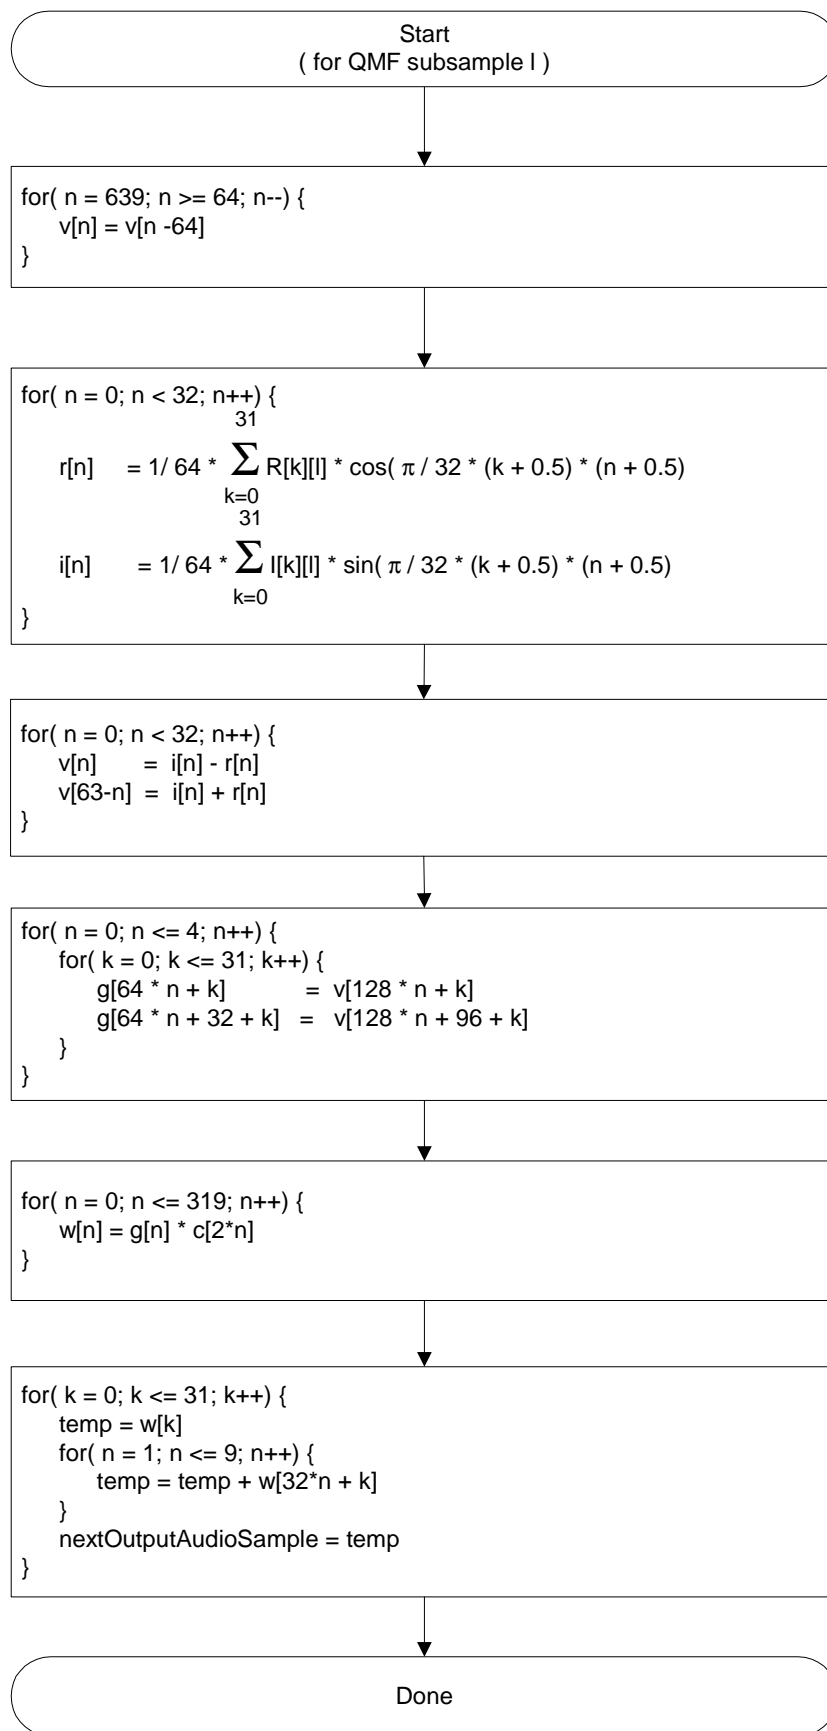 Start
( for QMF subsample l )
for( n = 639; n >= 64; n--) {
v[n] = v[n -64]
}
for( n = 0; n < 32; n++) {
31
r[n] = 1/ 64 * Σ R[k][l] * cos( π / 32 * (k + 0.5) * (n + 0.5)
k=0
31
i[n] = 1/ 64 * Σ I[k][l] * sin( π / 32 * (k + 0.5) * (n + 0.5)
k=0
}
for( n = 0; n < 32; n++) {
v[n] = i[n] - r[n]
v[63-n] = i[n] + r[n]
}
for( n = 0; n <= 4; n++) {
for( k = 0; k <= 31; k++) {
g[64 * n + k] = v[128 * n + k]
g[64 * n + 32 + k] = v[128 * n + 96 + k]
}
}
for( n = 0; n <= 319; n++) {
w[n] = g[n] * c[2*n]
}
for( k = 0; k <= 31; k++) {
temp = w[k]
for( n = 1; n <= 9; n++) {
temp = temp + w[32*n + k]
}
nextOutputAudioSample = temp
}
Done